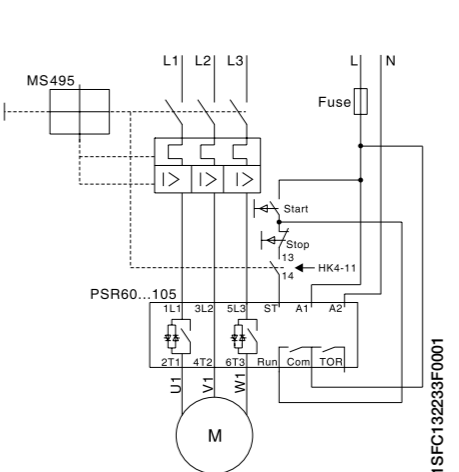 L1 L2 L3 L N
MS495
Fuse
I> I> I>
Start
Stop
13
14 HK4-11
PSR60...105
1L1 3L2 5L3 ST A1 A2
2T1 4T2 6T3 Run Com TOR
U1 V1 W1
M
1SFC132233F0001